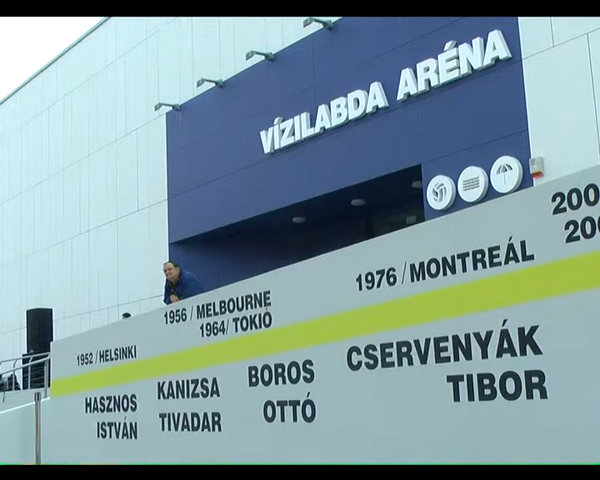 VÍZILABDA ARÉNA
1952/HELSINKI
1956/MELBOURNE
1964/TOKIÓ
1976/MONTREÁL
HASZNOS
ISTVÁN
KANIZSA
TIVADAR
BOROS
OTTÓ
CSERVENYÁK
TIBOR